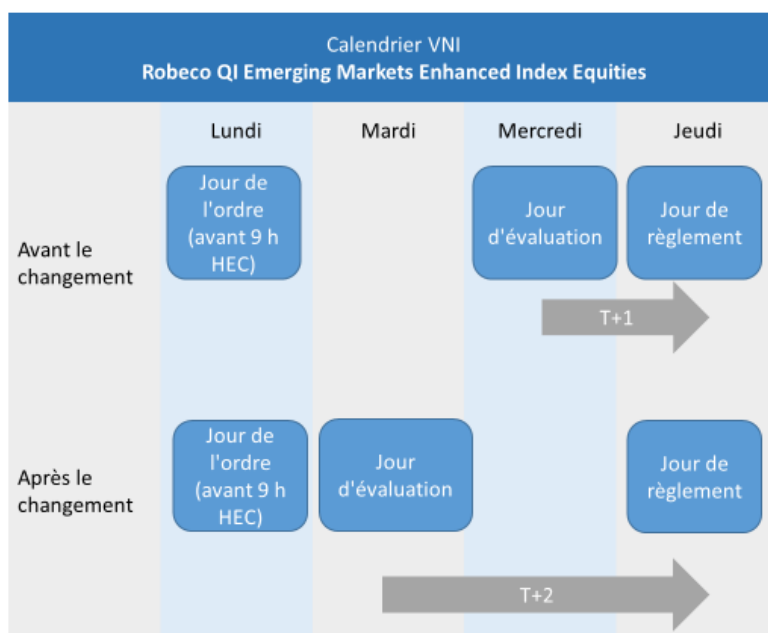 Calendrier VNI
Robeco QI Emerging Markets Enhanced Index Equities
Lundi
Mardi
Mercredi
Jeudi
Avant le
changement
Jour de
l'ordre
(avant 9 h
HEC)
Jour
d'évaluation
Jour de
règlement
T+1
Après le
changement
Jour de
l'ordre
(avant 9 h
HEC)
Jour
d'évaluation
Jour de
règlement
T+2